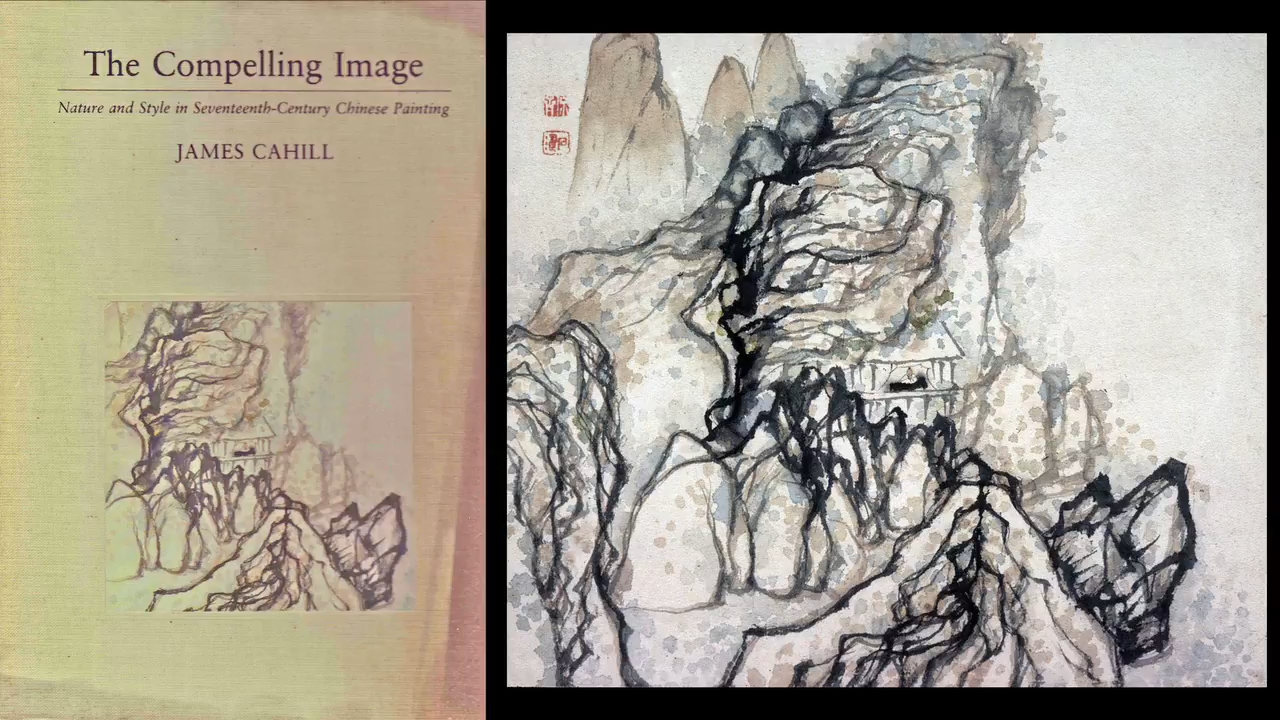 The Compelling Image
Nature and Style in Seventeenth-Century Chinese Painting
JAMES CAHILL